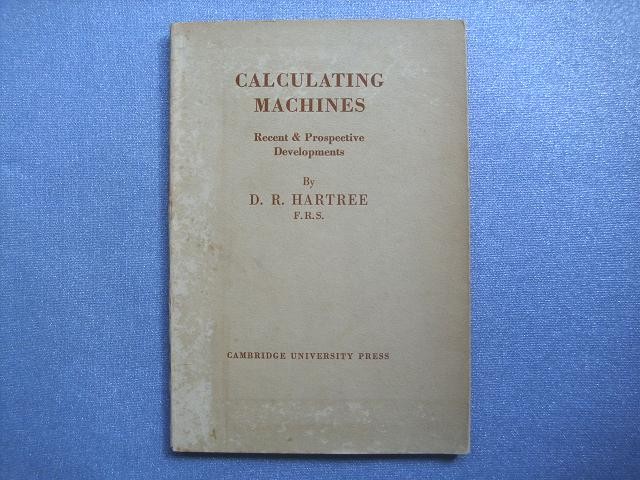 CALCULATING
MACHINES
Recent & Prospective
Developments
By
D. R. HARTREE
F.R.S.
CAMBRIDGE UNIVERSITY PRESS